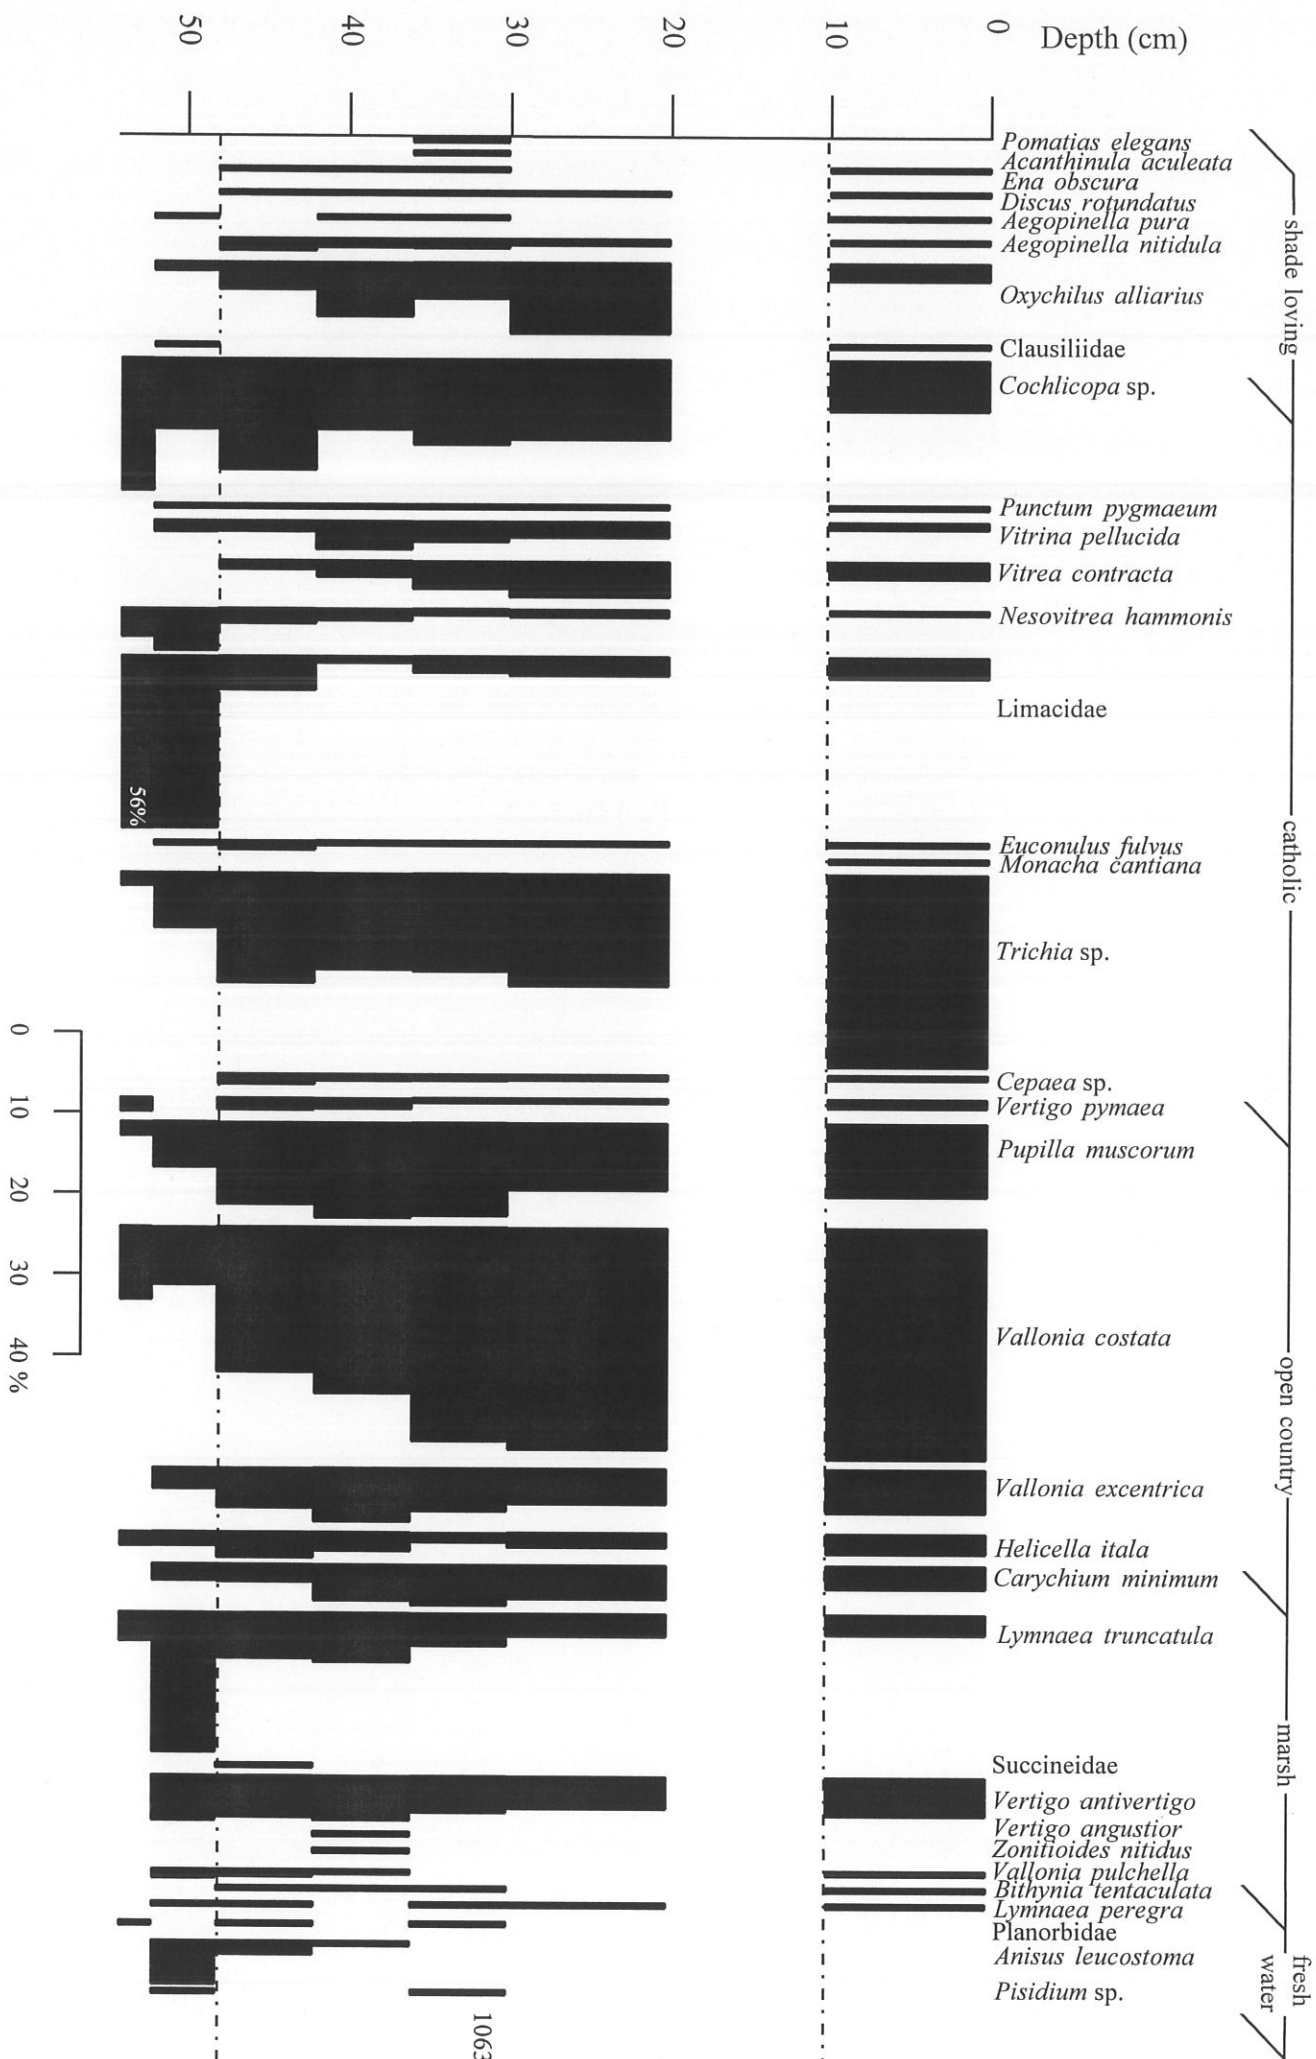 50
40
30
20
10
0
Depth (cm)
Pomatias elegans
Acanthinula aculeata
Ena obscura
Discus rotundatus
Aegopinella pura
Aegopinella nitidula
Oxychilus alliarius
Clausiliidae
Cochlicopa sp.
Punctum pygmaeum
Vitrina pellucida
Vitrea contracta
Nesovitrea hammonis
Limacidae
56%
Euconulus fulvus
Monacha cantiana
Trichia sp.
Cepaea sp.
Vertigo pymaea
Pupilla muscorum
Vallonia costata
Vallonia excentrica
Helicella itala
Carychium minimum
Lymnaea truncatula
Succineidae
Vertigo antivertigo
Vertigo angustior
Zonitioides nitidus
Vallonia pulchella
Bithynia tentaculata
Lymnaea peregra
Planorbidae
Anisus leucostoma
Pisidium sp.
shade loving
catholic
open country
marsh
fresh
water
0
10
20
30
40 %
1063